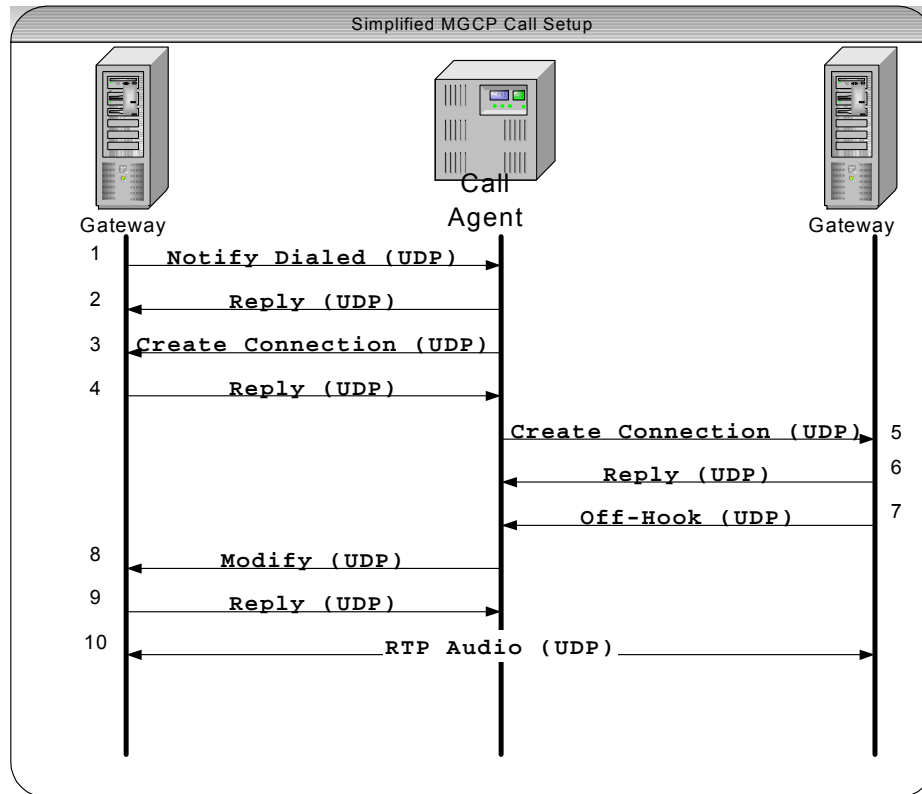 Simplified MGCP Call Setup
Call
Agent
Gateway
Gateway
1
Notify Dialed (UDP)
2
Reply (UDP)
3
Create Connection (UDP)
4
Reply (UDP)
Create Connection (UDP)
5
Reply (UDP)
6
Off-Hook (UDP)
7
8
Modify (UDP)
9
Reply (UDP)
10
RTP Audio (UDP)